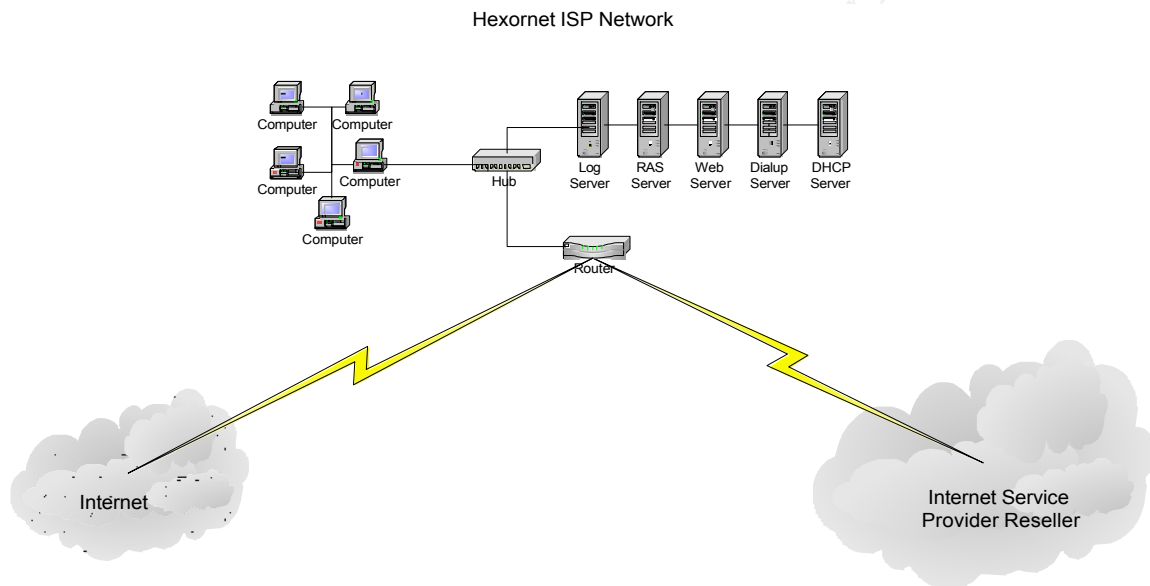 Hexornet ISP Network
Computer
Computer
Computer
Computer
Computer
Hub
Log
Server
RAS
Server
Web
Server
Dialup
Server
DHCP
Server
Router
Internet
Internet Service
Provider Reseller